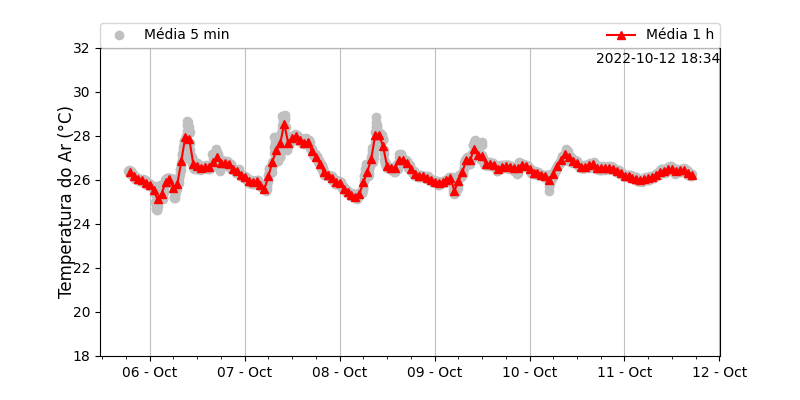 Média 5 min
Média 1 h
2022-10-12 18:34
Temperatura do Ar (°C)
32
30
28
26
24
22
20
18
06 - Oct
07 - Oct
08 - Oct
09 - Oct
10 - Oct
11 - Oct
12 - Oct